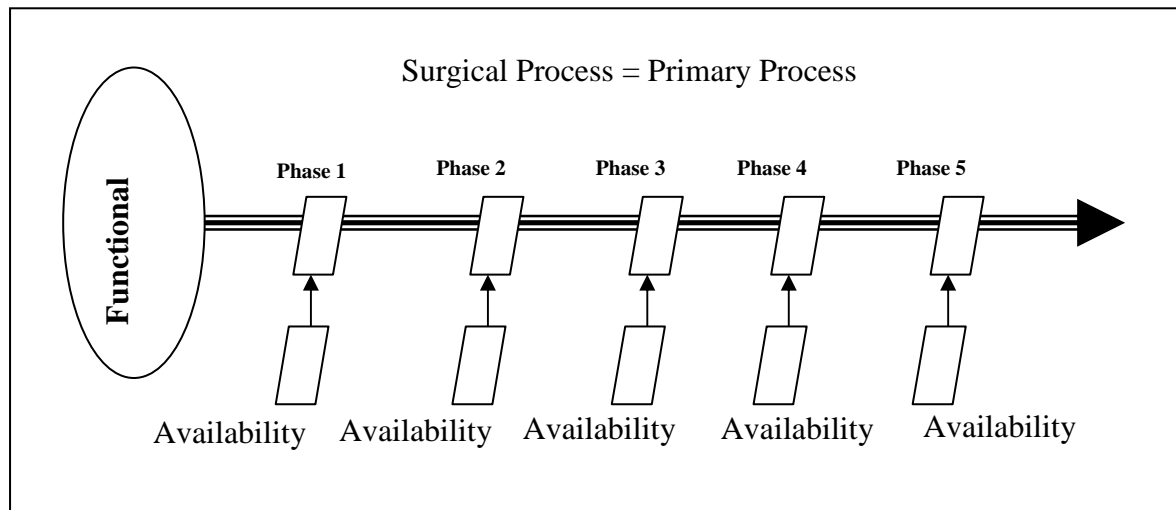 Surgical Process = Primary Process
Phase 1
Phase 2
Phase 3
Phase 4
Phase 5
Functional
Availability
Availability
Availability
Availability
Availability